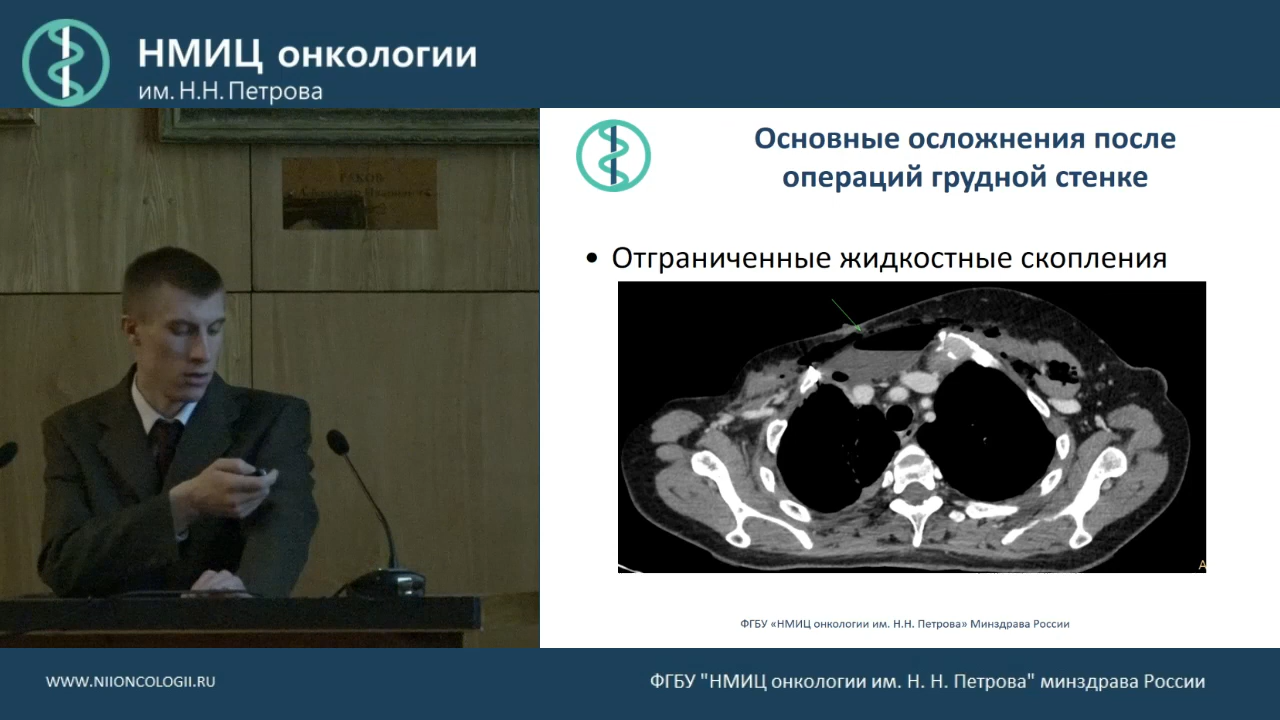 НМИЦ онкологии
им. Н.Н. Петрова
Основные осложнения после
операций грудной стенке
• Отграниченные жидкостные скопления
A
ФГБУ «НМИЦ онкологии им. Н.Н. Петрова» Минздрава России
WWW.NIIONCOLOGII.RU
ФГБУ "НМИЦ онкологии им. Н. Н. Петрова" минздрава России